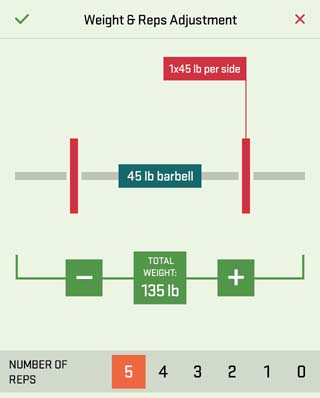 Weight & Reps Adjustment
1x45 lb per side
45 lb barbell
TOTAL
WEIGHT:
135 lb
NUMBER OF
REPS
5 4 3 2 1 0